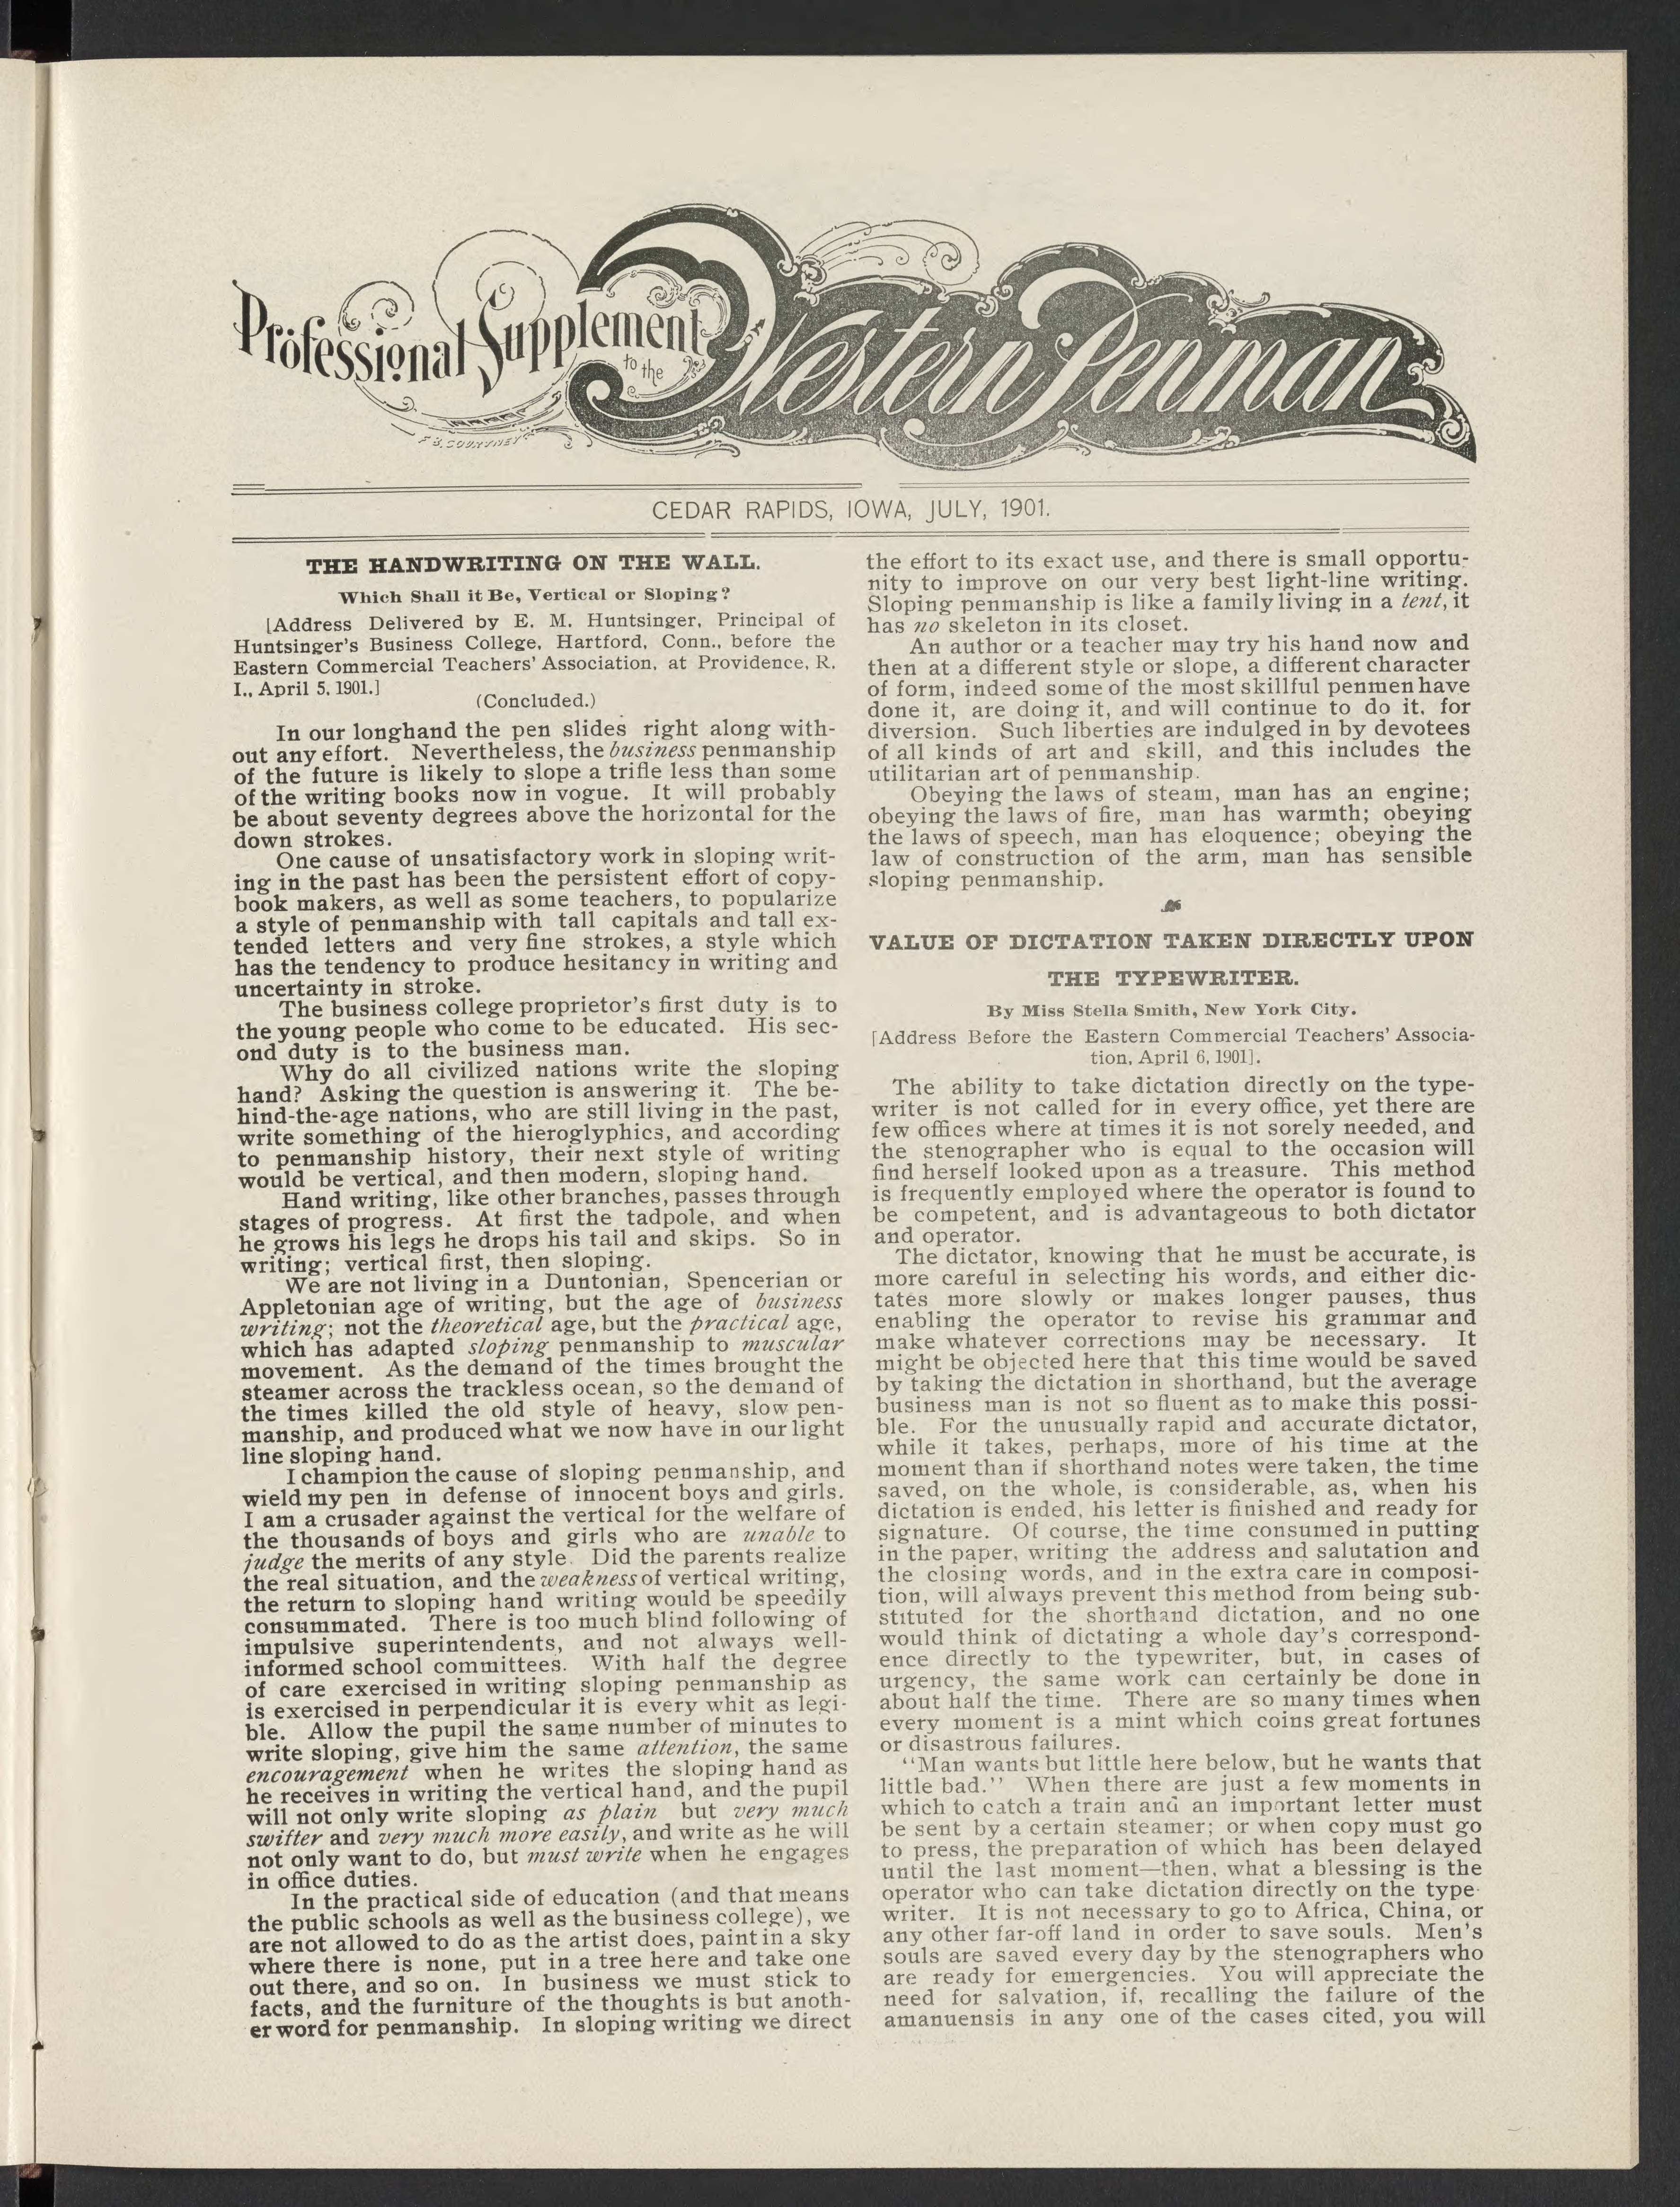 Professional Supplement
to the
Western Penman
F. B. COURTNEY
CEDAR RAPIDS, IOWA, JULY, 1901.
THE HANDWRITING ON THE WALL.
Which Shall it Be, Vertical or Sloping?
[Address Delivered by E. M. Huntsinger, Principal of
Huntsinger's Business College, Hartford, Conn., before the
Eastern Commercial Teachers' Association, at Providence, R.
I., April 5, 1901.]
(Concluded.)
In our longhand the pen slides right along with-
out any effort. Nevertheless, the business penmanship
of the future is likely to slope a trifle less than some
of the writing books now in vogue. It will probably
be about seventy degrees above the horizontal for the
down strokes.
One cause of unsatisfactory work in sloping writ-
ing in the past has been the persistent effort of copy-
book makers, as well as some teachers, to popularize
a style of penmanship with tall capitals and tall ex-
tended letters and very fine strokes, a style which
has the tendency to produce hesitancy in writing and
uncertainty in stroke.
The business college proprietor's first duty is to
the young people who come to be educated. His sec-
ond duty is to the business man.
Why do all civilized nations write the sloping
hand? Asking the question is answering it. The be-
hind-the-age nations, who are still living in the past,
write something of the hieroglyphics, and according
to penmanship history, their next style of writing
would be vertical, and then modern, sloping hand.
Hand writing, like other branches, passes through
stages of progress. At first the tadpole, and when
he grows his legs he drops his tail and skips. So in
writing; vertical first, then sloping.
We are not living in a Duntonian, Spencerian or
Appletonian age of writing, but the age of business
writing; not the theoretical age, but the practical age,
which has adapted sloping penmanship to muscular
movement. As the demand of the times brought the
steamer across the trackless ocean, so the demand of
the times killed the old style of heavy, slow pen-
manship, and produced what we now have in our light
line sloping hand.
I champion the cause of sloping penmanship, and
wield my pen in defense of innocent boys and girls.
I am a crusader against the vertical for the welfare of
the thousands of boys and girls who are unable to
judge the merits of any style. Did the parents realize
the real situation, and the weakness of vertical writing,
the return to sloping hand writing would be speedily
consummated. There is too much blind following of
impulsive superintendents, and not always well-
informed school committees. With half the degree
of care exercised in writing sloping penmanship as
is exercised in perpendicular it is every whit as legi-
ble. Allow the pupil the same number of minutes to
write sloping, give him the same attention, the same
encouragement when he writes the sloping hand as
he receives in writing the vertical hand, and the pupil
will not only write sloping as plain but very much
swifter and very much more easily, and write as he will
not only want to do, but must write when he engages
in office duties.
In the practical side of education (and that means
the public schools as well as the business college), we
are not allowed to do as the artist does, paint in a sky
where there is none, put in a tree here and take one
out there, and so on. In business we must stick to
facts, and the furniture of the thoughts is but anoth-
er word for penmanship. In sloping writing we direct
the effort to its exact use, and there is small opportu-
nity to improve on our very best light-line writing.
Sloping penmanship is like a family living in a tent, it
has no skeleton in its closet.
An author or a teacher may try his hand now and
then at a different style or slope, a different character
of form, indeed some of the most skillful penmen have
done it, are doing it, and will continue to do it, for
diversion. Such liberties are indulged in by devotees
of all kinds of art and skill, and this includes the
utilitarian art of penmanship.
Obeying the laws of steam, man has an engine;
obeying the laws of fire, man has warmth; obeying
the laws of speech, man has eloquence; obeying the
law of construction of the arm, man has sensible
sloping penmanship.
VALUE OF DICTATION TAKEN DIRECTLY UPON
THE TYPEWRITER.
By Miss Stella Smith, New York City.
[Address Before the Eastern Commercial Teachers' Associa-
tion, April 6, 1901].
The ability to take dictation directly on the type-
writer is not called for in every office, yet there are
few offices where at times it is not sorely needed, and
the stenographer who is equal to the occasion will
find herself looked upon as a treasure. This method
is frequently employed where the operator is found to
be competent, and is advantageous to both dictator
and operator.
The dictator, knowing that he must be accurate, is
more careful in selecting his words, and either dic-
tates more slowly or makes longer pauses, thus
enabling the operator to revise his grammar and
make whatever corrections may be necessary. It
might be objected here that this time would be saved
by taking the dictation in shorthand, but the average
business man is not so fluent as to make this possi-
ble. For the unusually rapid and accurate dictator,
while it takes, perhaps, more of his time at the
moment than if shorthand notes were taken, the time
saved, on the whole, is considerable, as, when his
dictation is ended, his letter is finished and ready for
signature. Of course, the time consumed in putting
in the paper, writing the address and salutation and
the closing words, and in the extra care in composi-
tion, will always prevent this method from being sub-
stituted for the shorthand dictation, and no one
would think of dictating a whole day's correspond-
ence directly to the typewriter, but, in cases of
urgency, the same work can certainly be done in
about half the time. There are so many times when
every moment is a mint which coins great fortunes
or disastrous failures.
"Man wants but little here below, but he wants that
little bad." When there are just a few moments in
which to catch a train and an important letter must
be sent by a certain steamer; or when copy must go
to press, the preparation of which has been delayed
until the last moment—then, what a blessing is the
operator who can take dictation directly on the type-
writer. It is not necessary to go to Africa, China, or
any other far-off land in order to save souls. Men's
souls are saved every day by the stenographers who
are ready for emergencies. You will appreciate the
need for salvation, if, recalling the failure of the
amanuensis in any one of the cases cited, you will